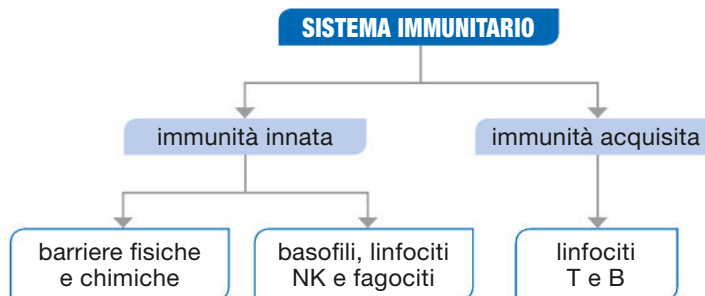 SISTEMA IMMUNITARIO
immunità innata
immunità acquisita
barriere fisiche
e chimiche
basofili, linfociti
NK e fagociti
linfociti
T e B